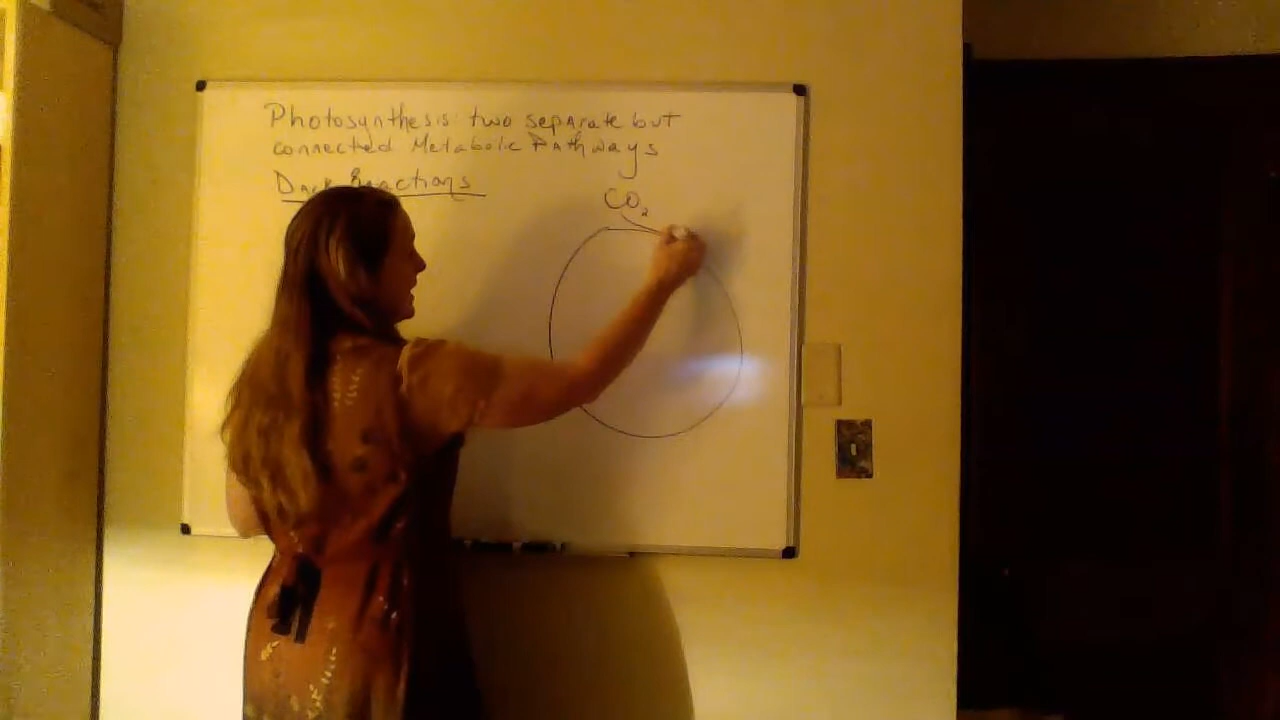 Photosynthesis: two separate but
connected Metabolic Pathways
Dark Reactions
CO₂